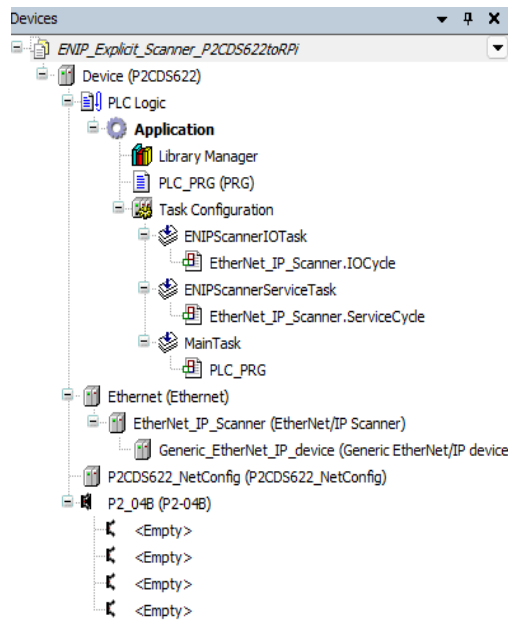 Devices
ENIP_Explicit_Scanner_P2CDS622toRPi
Device (P2CDS622)
PLC Logic
Application
Library Manager
PLC_PRG (PRG)
Task Configuration
ENIPScannerIOTask
EtherNet_IP_Scanner.IOCycle
ENIPScannerServiceTask
EtherNet_IP_Scanner.ServiceCycle
MainTask
PLC_PRG
Ethernet (Ethernet)
EtherNet_IP_Scanner (EtherNet/IP Scanner)
Generic_EtherNet_IP_device (Generic EtherNet/IP device
P2CDS622_NetConfig (P2CDS622_NetConfig)
P2_04B (P2-04B)
<Empty>
<Empty>
<Empty>
<Empty>